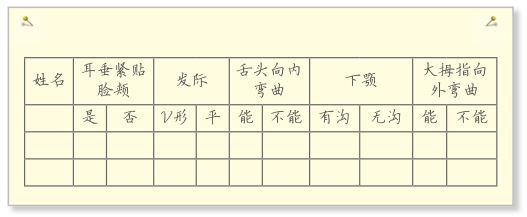 姓名 耳垂紧贴脸颊 发际 舌头向内弯曲 下颚 大拇指向外弯曲
是 否 V形 平 能 不能 有沟 无沟 能 不能